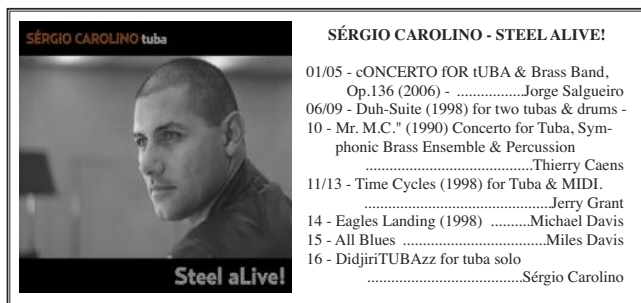 SÉRGIO CAROLINO tuba
Steel aLive!
SÉRGIO CAROLINO - STEEL ALIVE!
01/05 - cONCERTO fOR tUBA & Brass Band,
Op.136 (2006) - ..................Jorge Salgueiro
06/09 - Duh-Suite (1998) for two tubas & drums -
10 - Mr. M.C." (1990) Concerto for Tuba, Sym-
phonic Brass Ensemble & Percussion
............................................Thierry Caens
11/13 - Time Cycles (1998) for Tuba & MIDI.
.................................................Jerry Grant
14 - Eagles Landing (1998) ..........Michael Davis
15 - All Blues .....................................Miles Davis
16 - DidjiriTUBAzz for tuba solo
........................................Sérgio Carolino